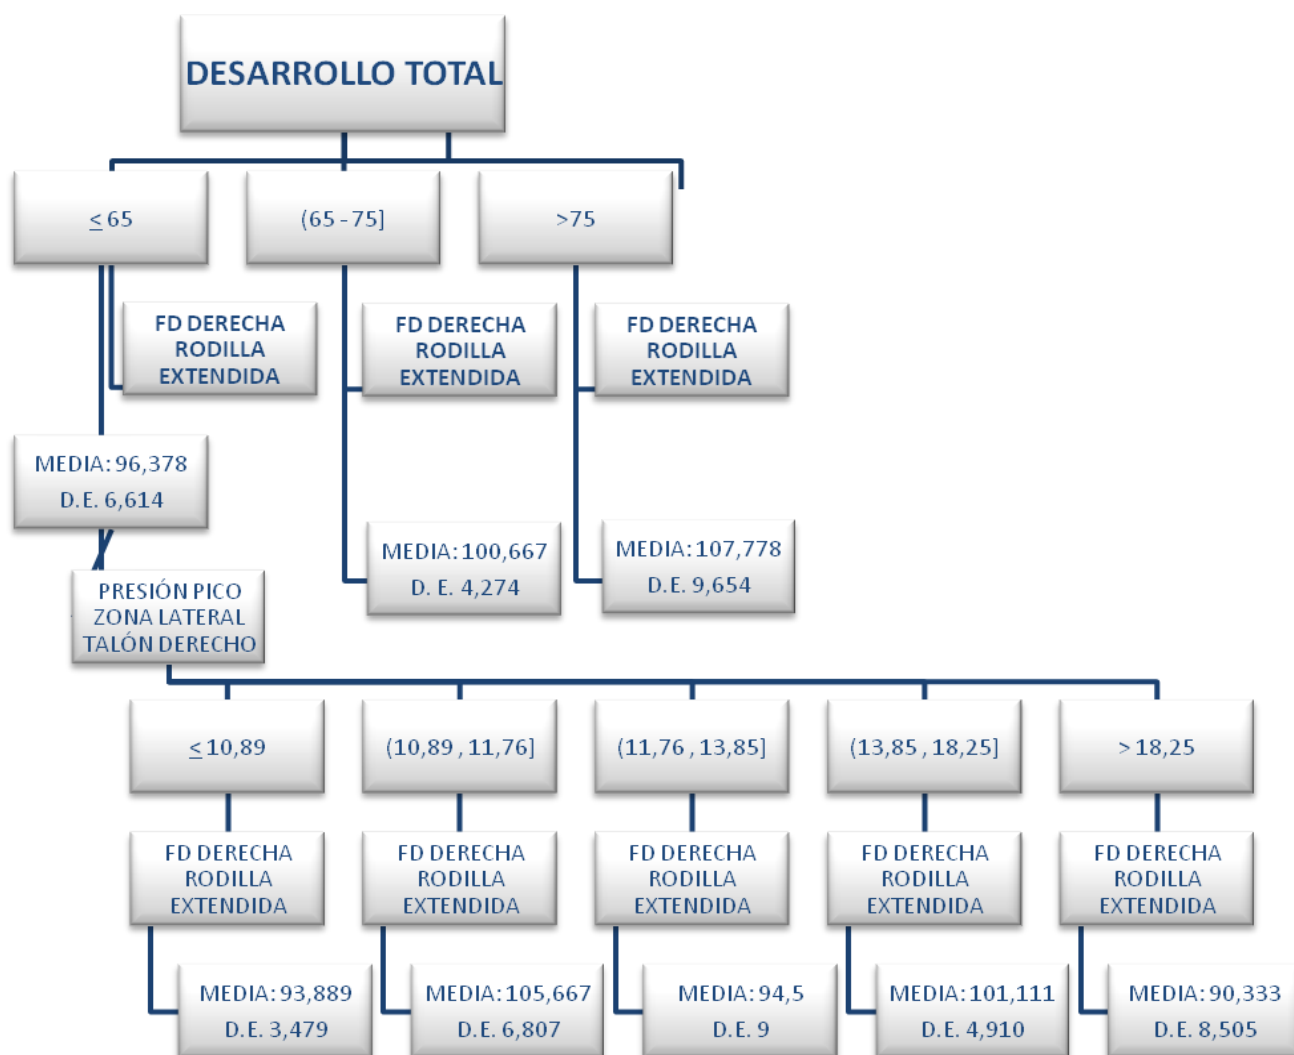 DESARROLLO TOTAL
≤ 65
(65 - 75]
>75
FD DERECHA
RODILLA
EXTENDIDA
FD DERECHA
RODILLA
EXTENDIDA
FD DERECHA
RODILLA
EXTENDIDA
MEDIA: 96,378
D.E. 6,614
MEDIA: 100,667
D. E. 4,274
MEDIA: 107,778
D.E. 9,654
PRESIÓN PICO
ZONA LATERAL
TALÓN DERECHO
≤ 10,89
(10,89 , 11,76]
(11,76 , 13,85]
(13,85 , 18,25]
> 18,25
FD DERECHA
RODILLA
EXTENDIDA
FD DERECHA
RODILLA
EXTENDIDA
FD DERECHA
RODILLA
EXTENDIDA
FD DERECHA
RODILLA
EXTENDIDA
FD DERECHA
RODILLA
EXTENDIDA
MEDIA: 93,889
D.E. 3,479
MEDIA: 105,667
D.E. 6,807
MEDIA: 94,5
D.E. 9
MEDIA: 101,111
D.E. 4,910
MEDIA: 90,333
D.E. 8,505